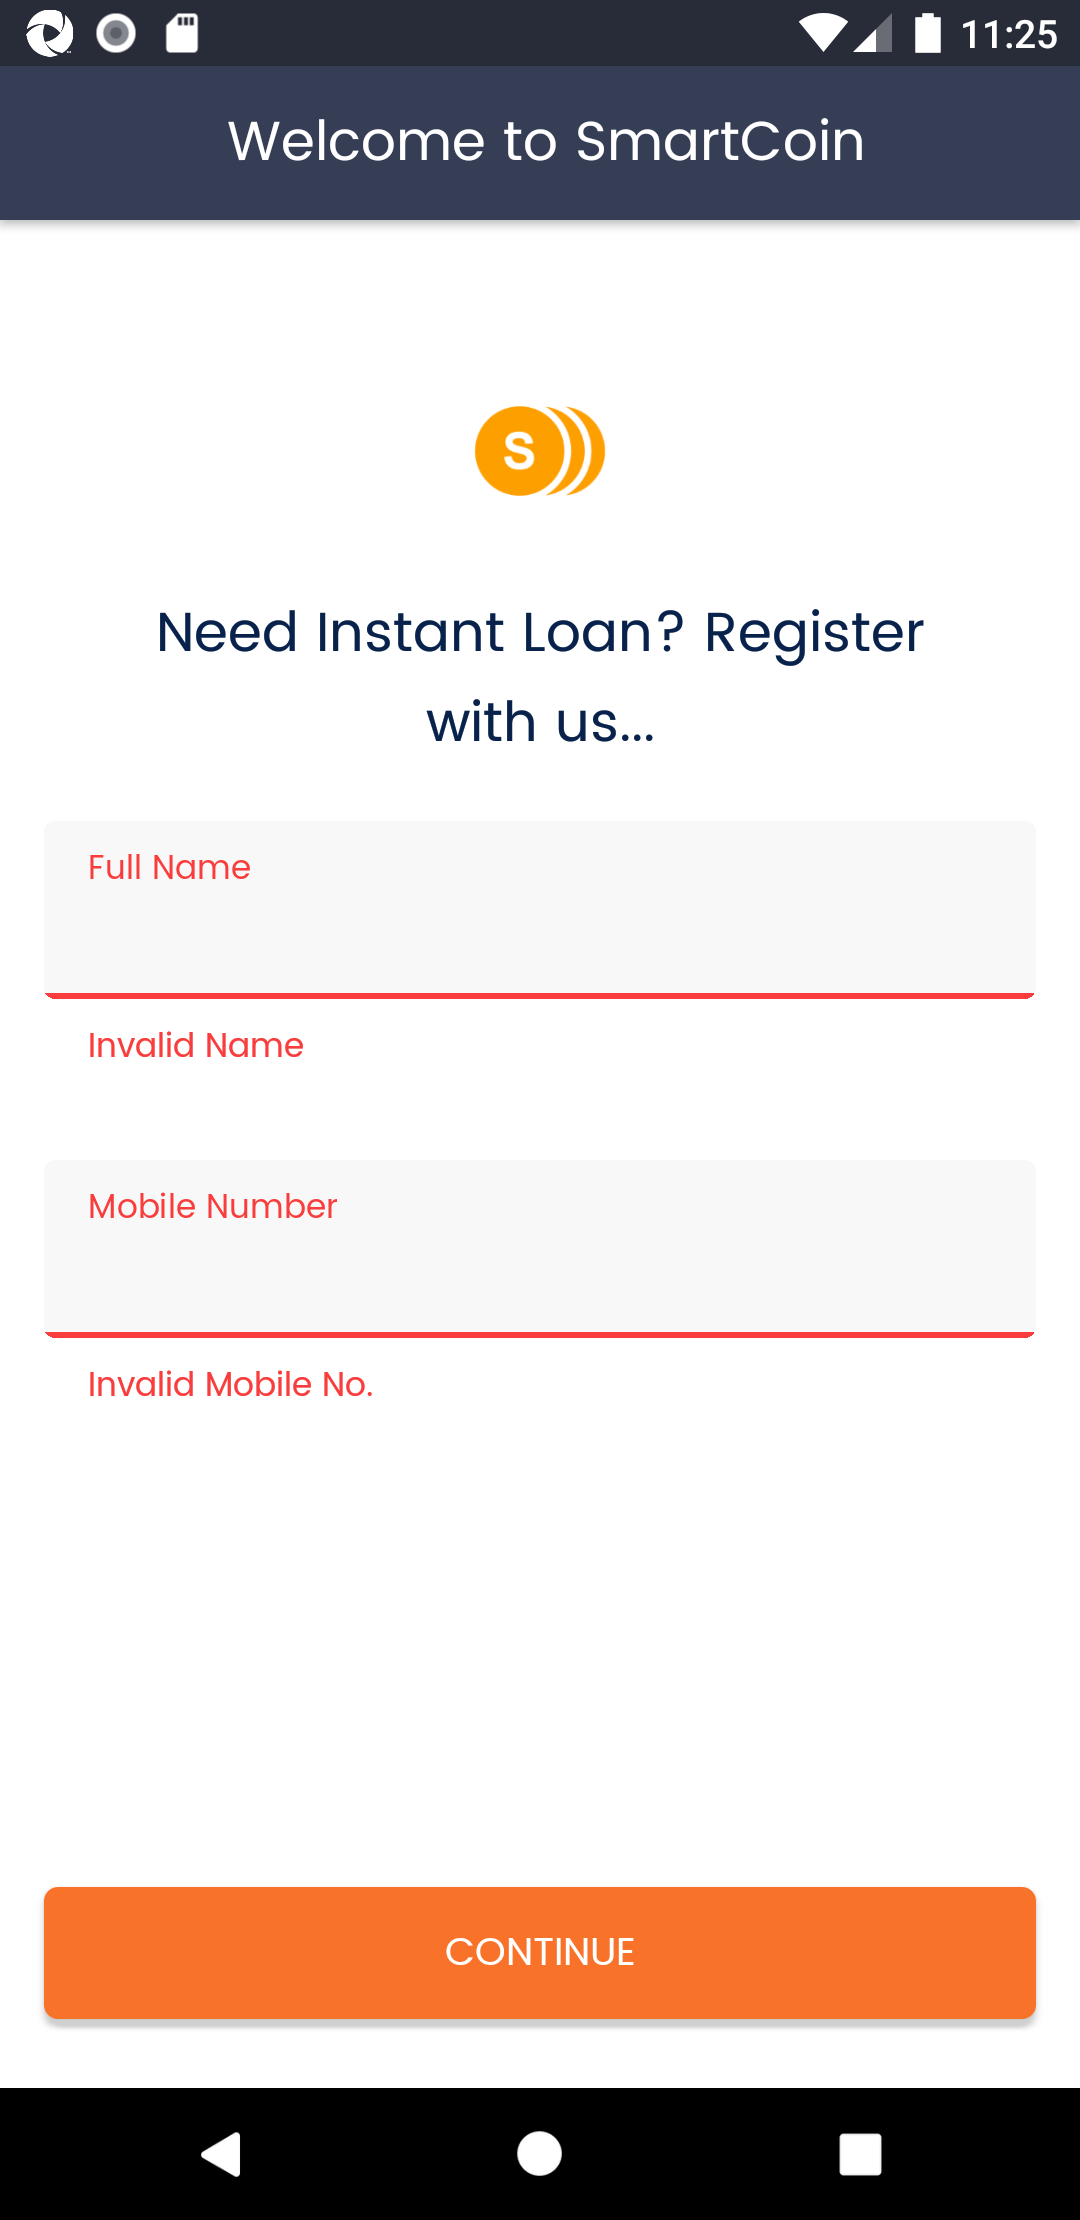 11:25
Welcome to SmartCoin
S
Need Instant Loan? Register
with us...
Full Name
Invalid Name
Mobile Number
Invalid Mobile No.
CONTINUE